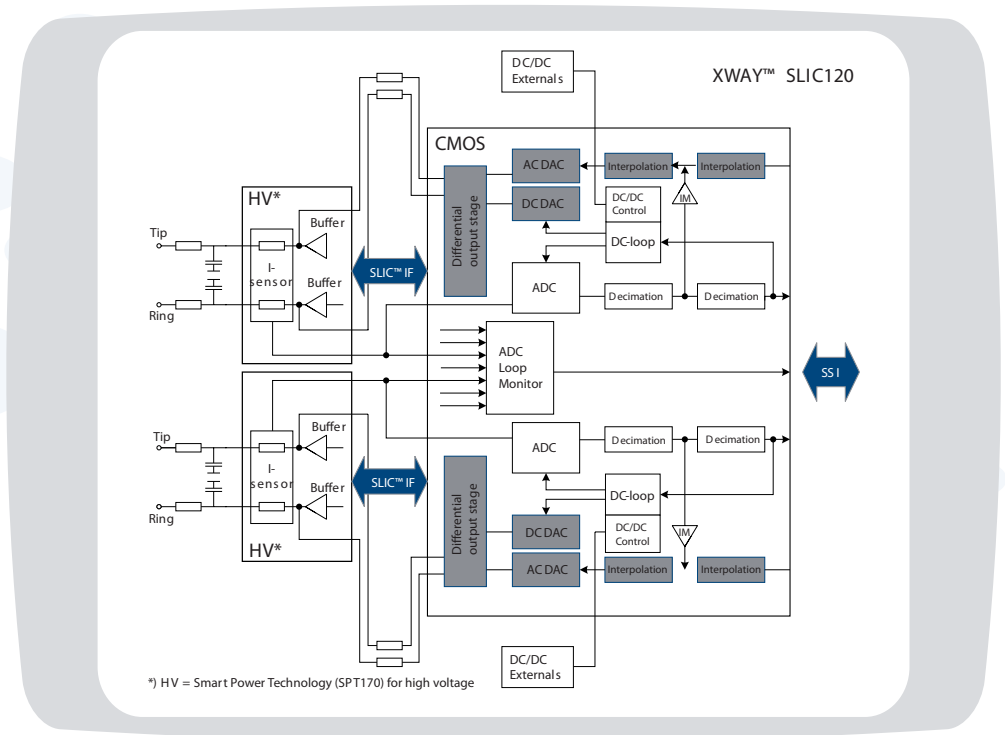 DC/DC
Externals
XWAY™ SLIC120
CMOS
AC DAC
Interpolation
Interpolation
HV*
DC DAC
DC/DC
Control
IM
Buffer
Differential
output stage
Tip
DC-loop
I-
sensor
SLIC™ IF
Buffer
ADC
Decimation
Decimation
Ring
ADC
Loop
Monitor
SSI
Tip
Buffer
ADC
Decimation
Decimation
I-
sensor
SLIC™ IF
Buffer
DC-loop
Differential
output stage
Ring
DC DAC
DC/DC
Control
IM
HV*
AC DAC
Interpolation
Interpolation
DC/DC
Externals
*) HV = Smart Power Technology (SPT170) for high voltage